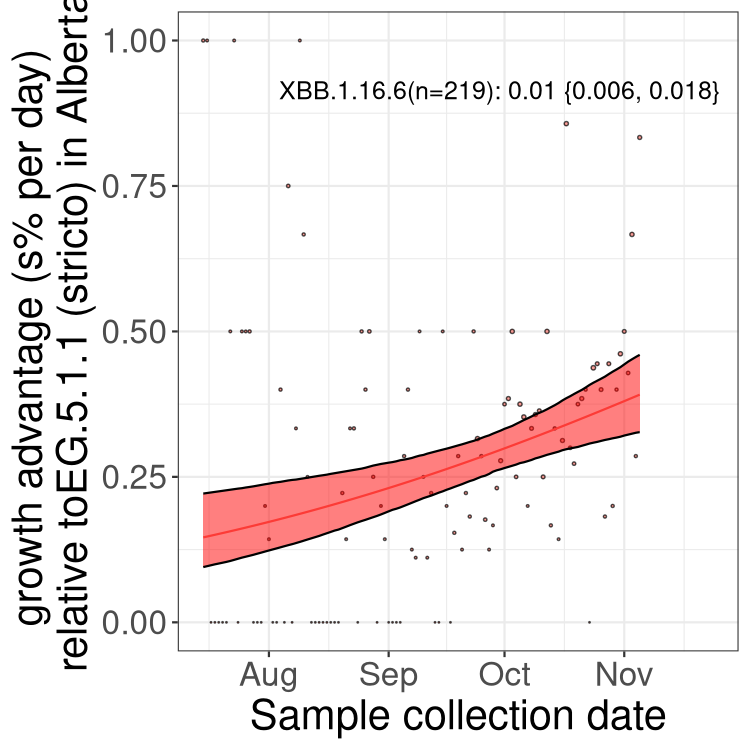 growth advantage (s% per day)
relative toEG.5.1.1 (stricto) in Alberta
1.00
0.75
0.50
0.25
0.00
XBB.1.16.6(n=219): 0.01 {0.006, 0.018}
Aug Sep Oct Nov
Sample collection date